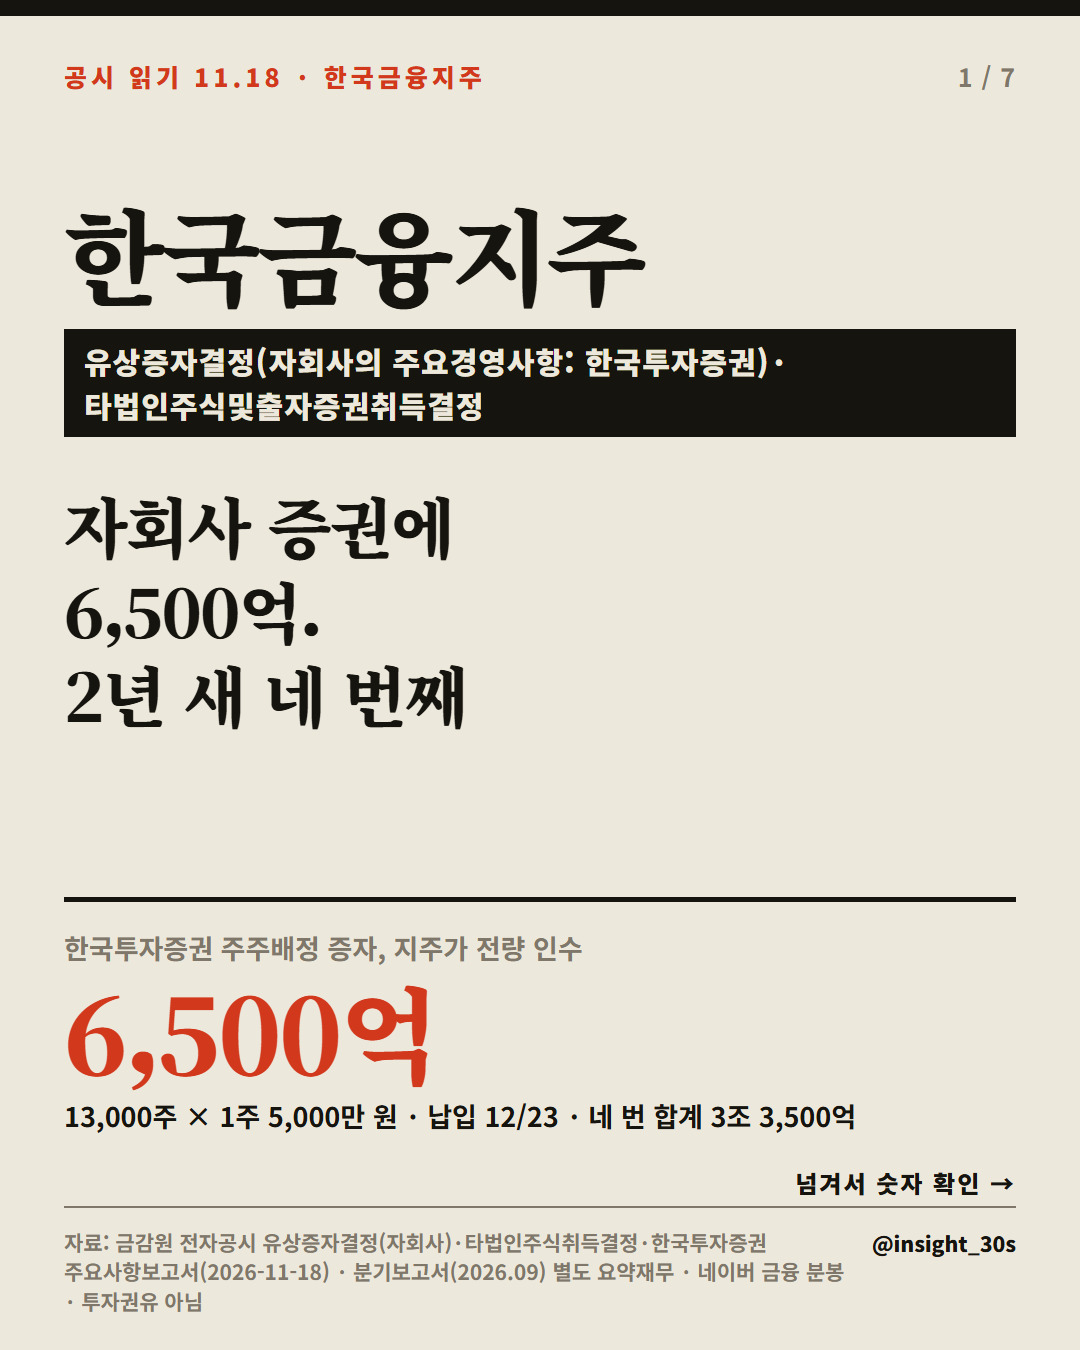 공시 읽기 11.18 · 한국금융지주
1 / 7
한국금융지주
유상증자결정(자회사의 주요경영사항: 한국투자증권)·
타법인주식및출자증권취득결정
자회사 증권에
6,500억.
2년 새 네 번째
한국투자증권 주주배정 증자, 지주가 전량 인수
6,500억
13,000주 × 1주 5,000만 원 · 납입 12/23 · 네 번 합계 3조 3,500억
넘겨서 숫자 확인 →
자료: 금감원 전자공시 유상증자결정(자회사)·타법인주식취득결정·한국투자증권
주요사항보고서(2026-11-18) · 분기보고서(2026.09) 별도 요약재무 · 네이버 금융 분봉
· 투자권유 아님
@insight_30s